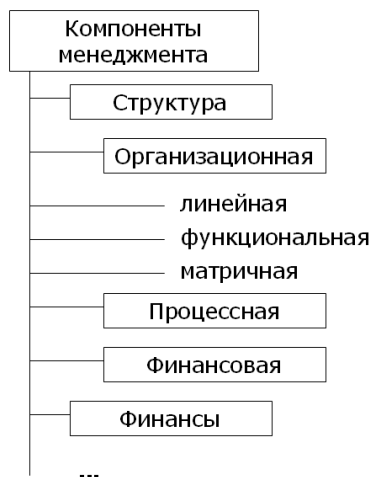 Компоненты
менеджмента
Структура
Организационная
линейная
функциональная
матричная
Процессная
Финансовая
Финансы
...